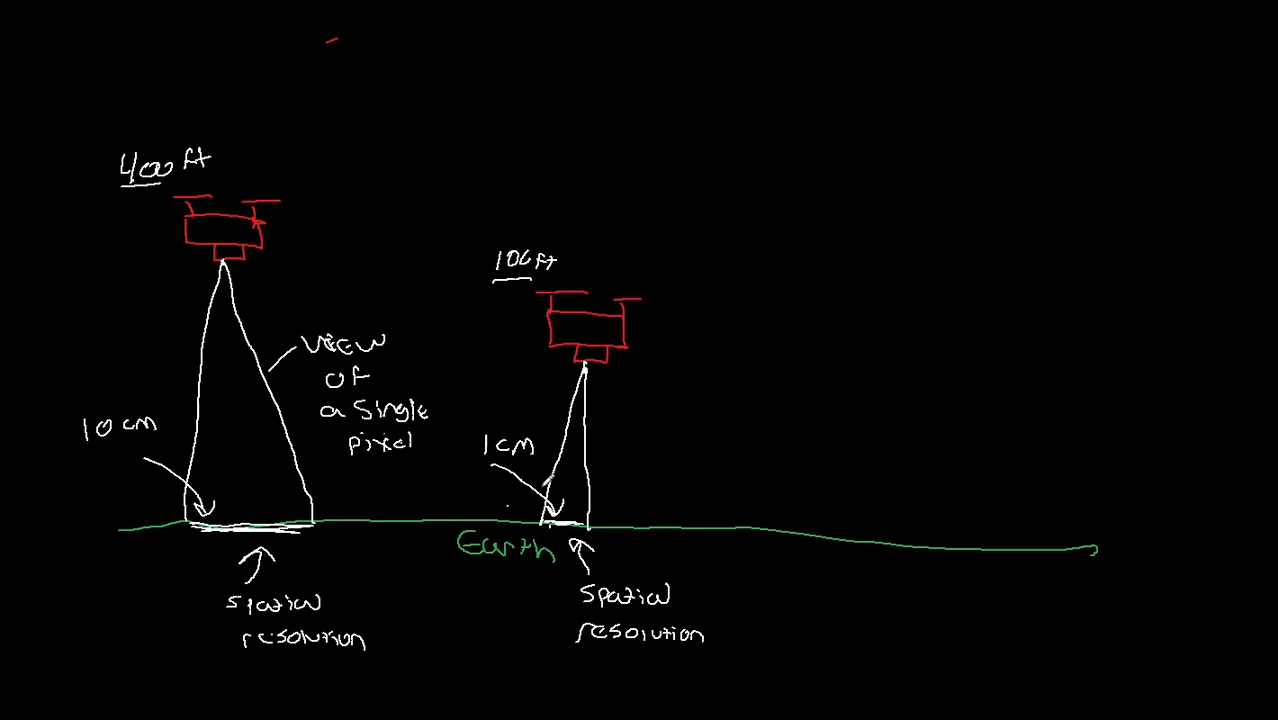 400 ft
100 ft
View
of
a single
pixel
10 cm
1 cm
Earth
Spatial
resolution
Spatial
resolution